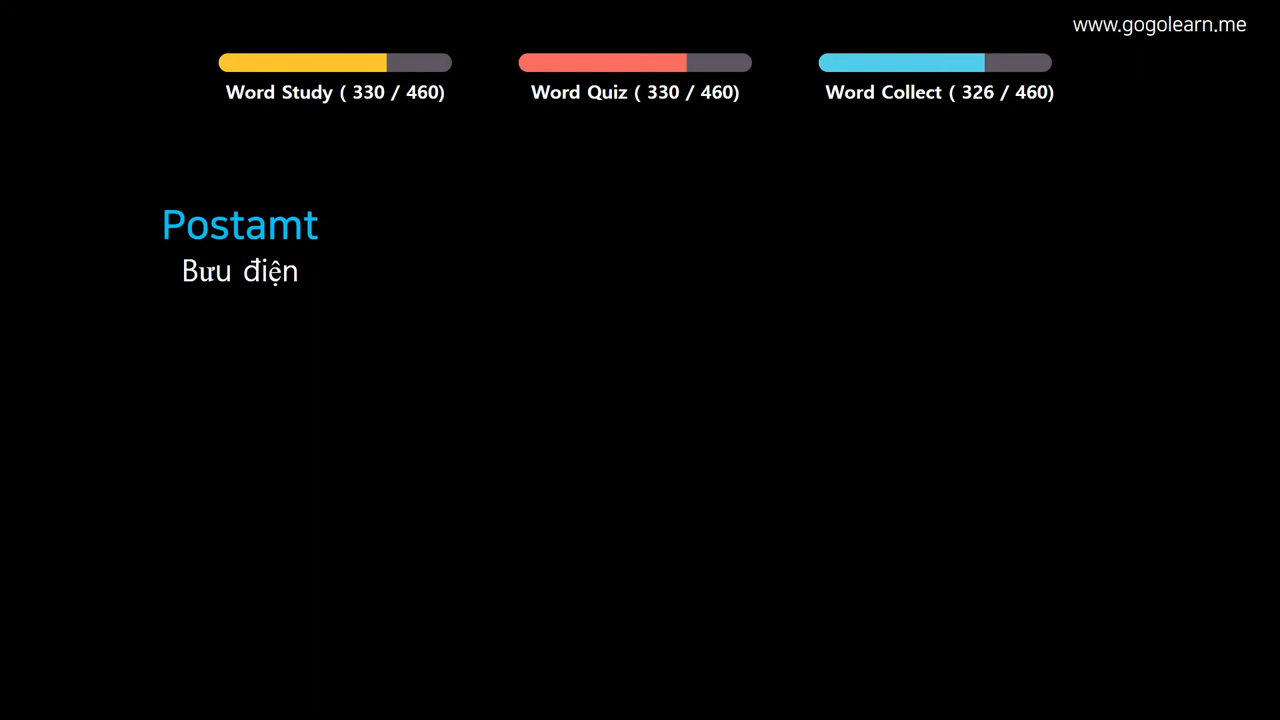 www.gogolearn.me
Word Study ( 330 / 460)
Word Quiz ( 330 / 460)
Word Collect ( 326 / 460)
Postamt
Bưu điện